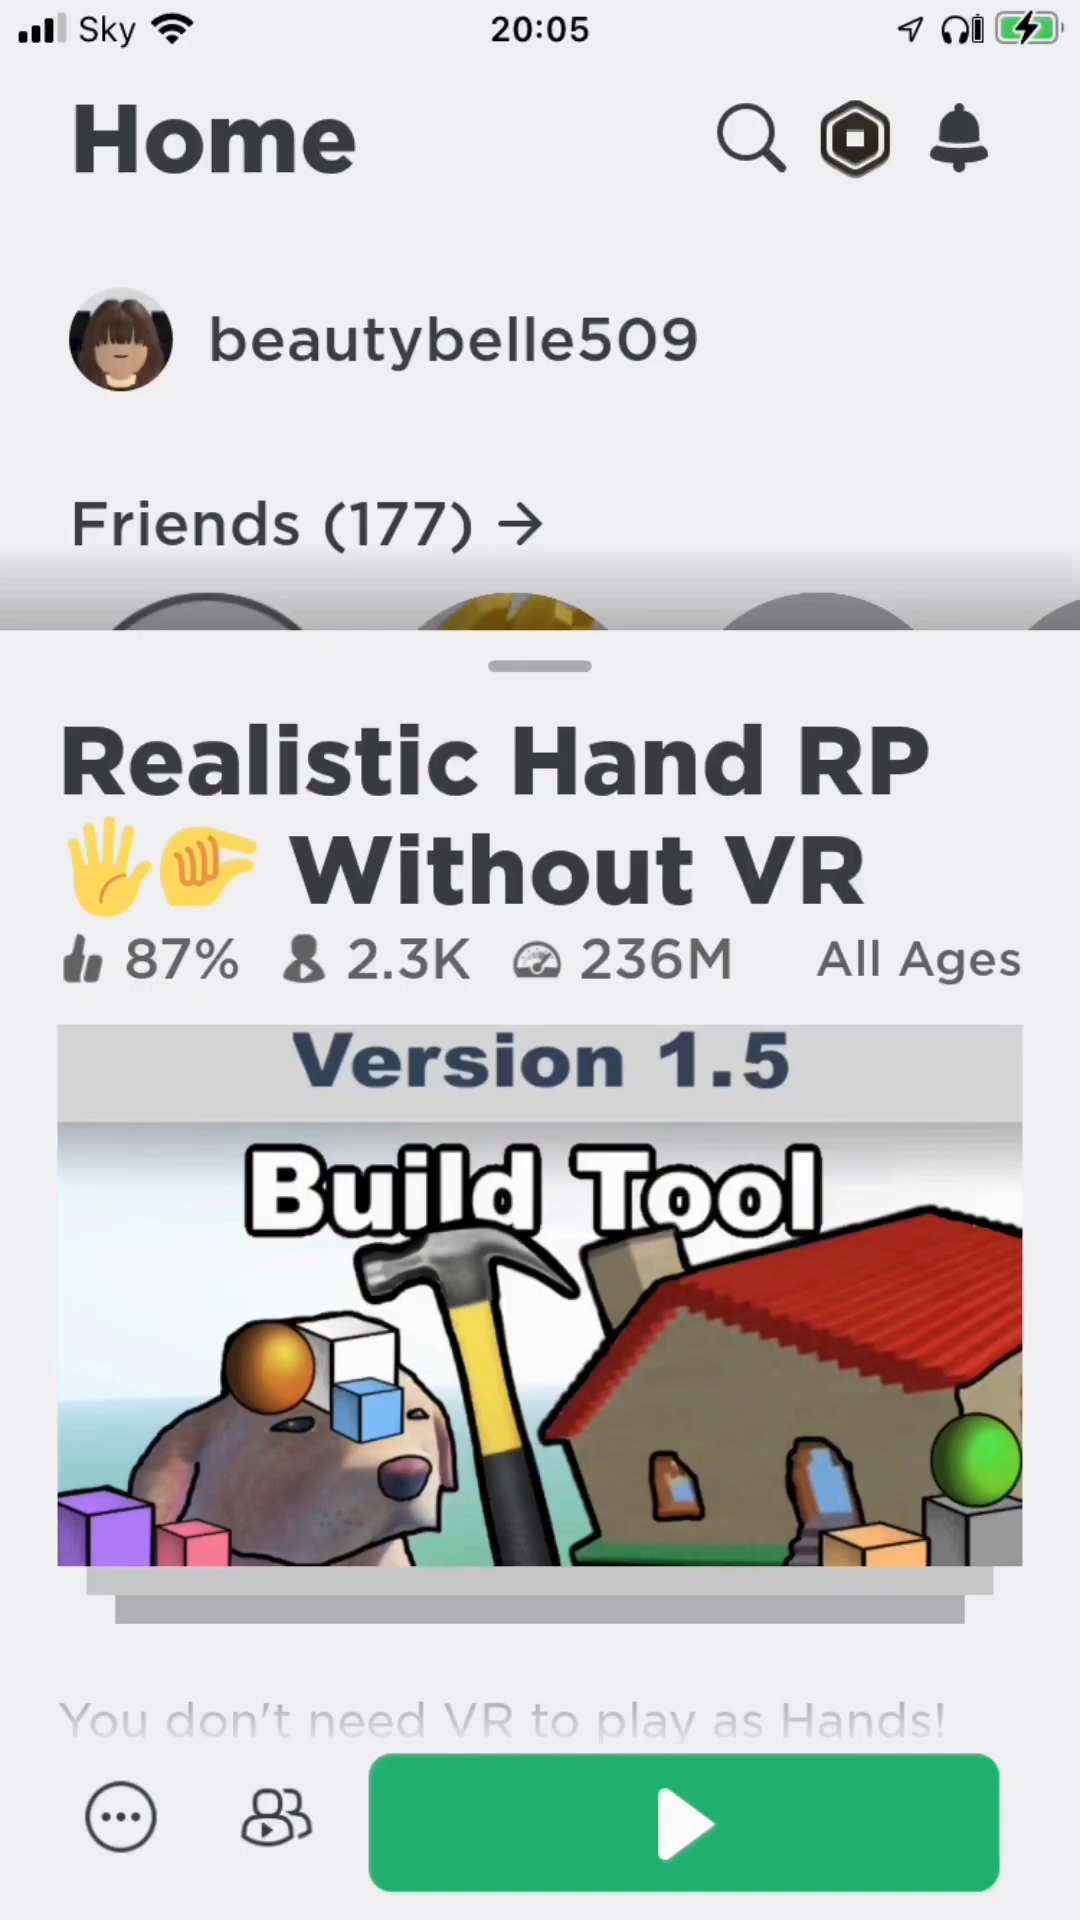 Sky 20:05
Home
beautybelle509
Friends (177) →
Realistic Hand RP
🖐🤏 Without VR
87% 2.3K 236M All Ages
Version 1.5
Build Tool
You don't need VR to play as Hands!